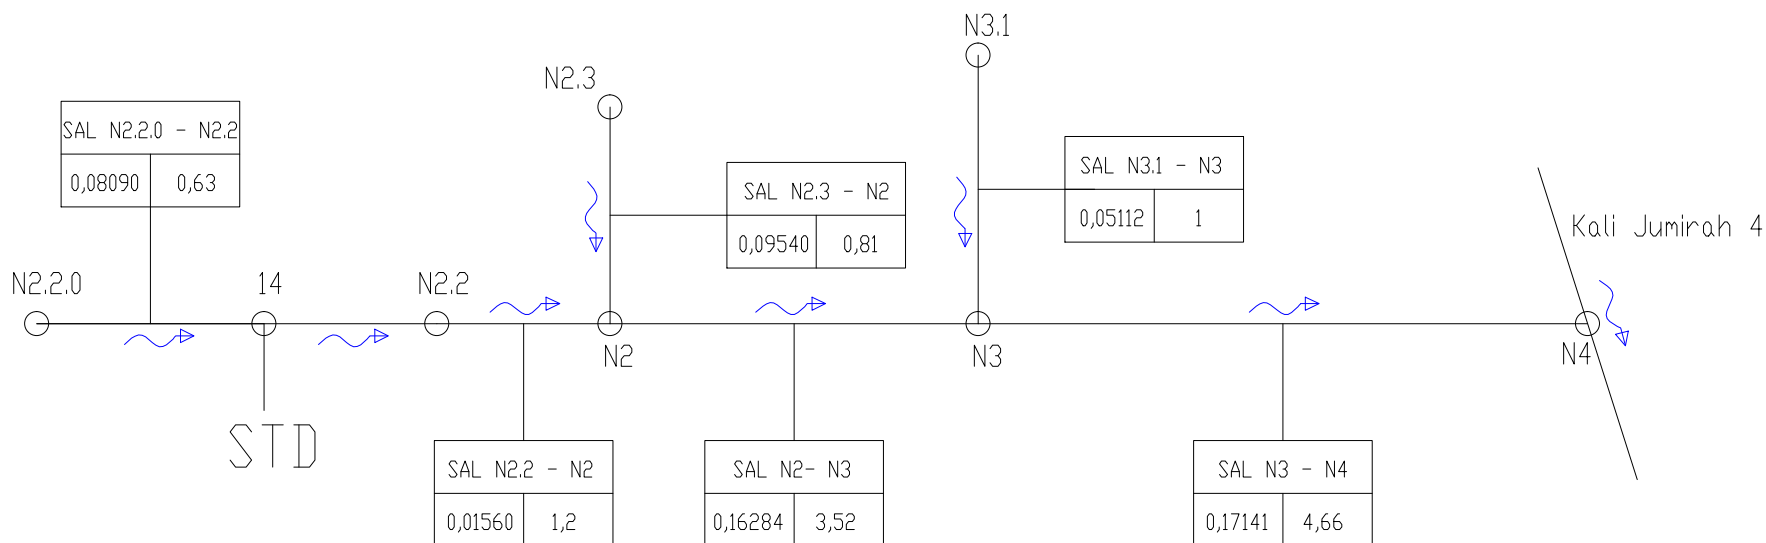 N3.1
N2.3
SAL N2.2.0 - N2.2
0,08090 0,63
SAL N2.3 - N2
0,09540 0,81
SAL N3.1 - N3
0,05112 1
Kali Jumirah 4
N2.2.0
14
N2.2
N2
N3
N4
STD
SAL N2.2 - N2
0,01560 1,2
SAL N2- N3
0,16284 3,52
SAL N3 - N4
0,17141 4,66